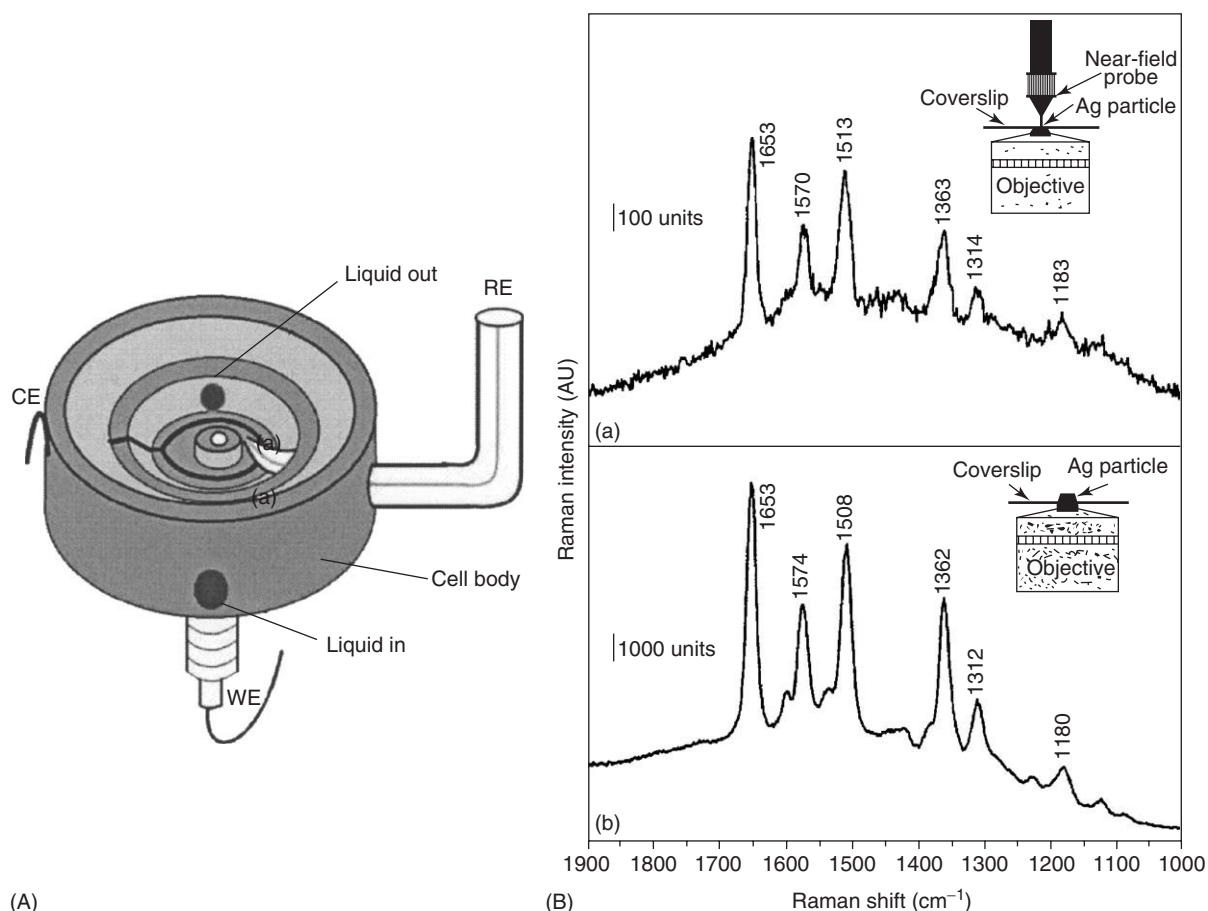 Liquid out
RE
CE
(a)
(a)
Cell body
Liquid in
WE
(A)
Near-field
probe
Coverslip
Ag particle
Objective
1653
1570
1513
1363
1314
1183
100 units
(a)
Coverslip
Ag particle
Objective
1653
1574
1508
1362
1312
1180
1000 units
(b)
Raman intensity (AU)
1900 1800 1700 1600 1500 1400 1300 1200 1100 1000
Raman shift (cm⁻¹)
(B)